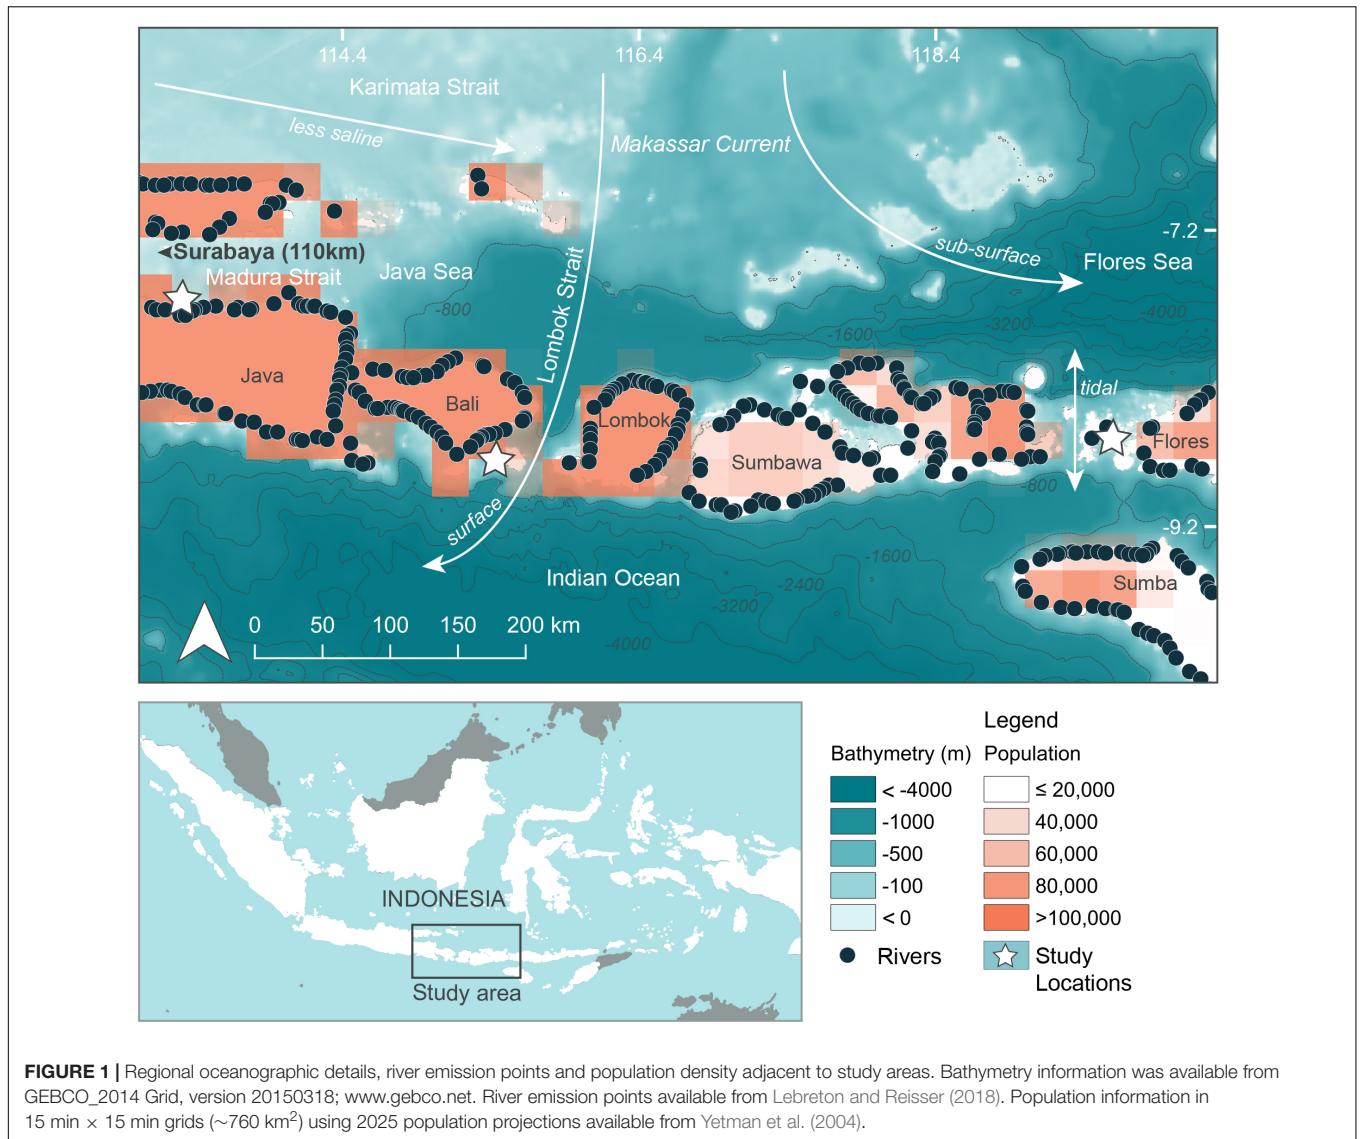 114.4
116.4
118.4
Karimata Strait
less saline
Makassar Current
-7.2
sub-surface
◄Surabaya (110km)
Madura Strait
Java Sea
Flores Sea
Lombok Strait
-800
-1600
-3200
-4000
Java
Bali
Lombok
Sumbawa
tidal
Flores
-800
surface
-9.2
-1600
Indian Ocean
-2400
Sumba
-3200
-4000
0 50 100 150 200 km
INDONESIA
Study area
Legend
Bathymetry (m)
Population
< -4000
≤ 20,000
-1000
40,000
-500
60,000
-100
80,000
< 0
>100,000
Rivers
Study
Locations
FIGURE 1 | Regional oceanographic details, river emission points and population density adjacent to study areas. Bathymetry information was available from
GEBCO_2014 Grid, version 20150318; www.gebco.net. River emission points available from Lebreton and Reisser (2018). Population information in
15 min × 15 min grids (~760 km²) using 2025 population projections available from Yetman et al. (2004).